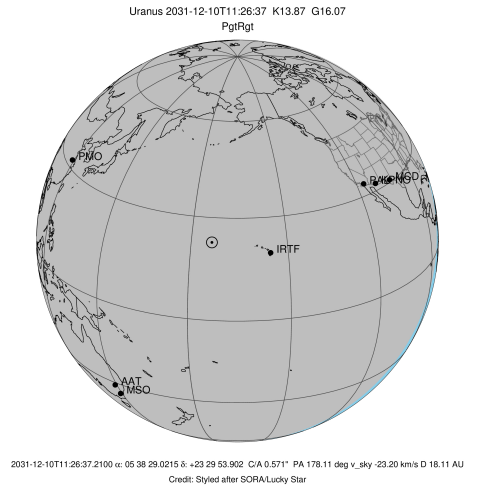 Uranus 2031-12-10T11:26:37 K13.87 G16.07
PgtRgt
PMO
MCD
IRTF
AAT
MSO
2031-12-10T11:26:37.2100 α: 05 38 29.0215 δ: +23 29 53.902 C/A 0.571" PA 178.11 deg v_sky -23.20 km/s D 18.11 AU
Credit: Styled after SORA/Lucky Star